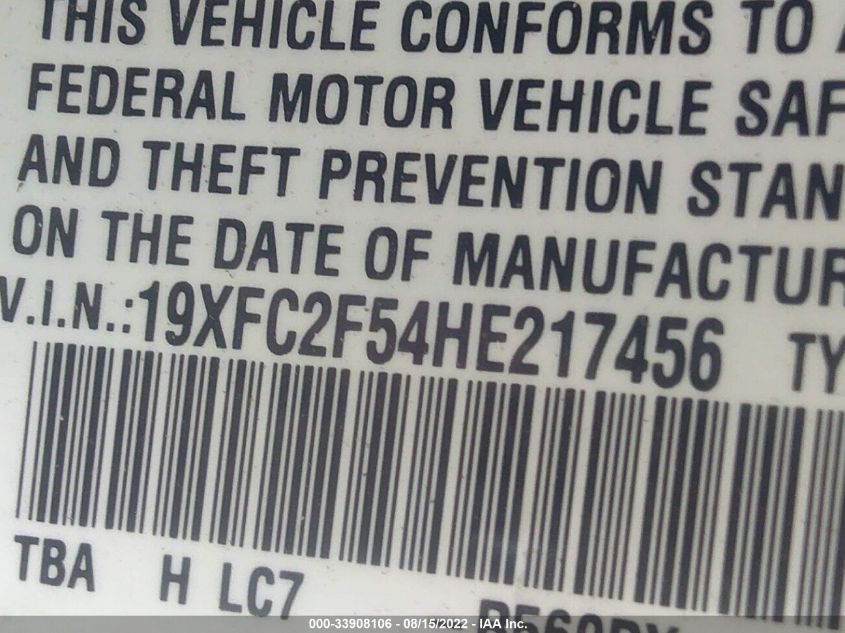 THIS VEHICLE CONFORMS TO
FEDERAL MOTOR VEHICLE SAF
AND THEFT PREVENTION STAN
ON THE DATE OF MANUFACTUR
V.I.N.:19XFC2F54HE217456 TY
TBA H LC7
000-33908106 - 08/15/2022 - IAA Inc.